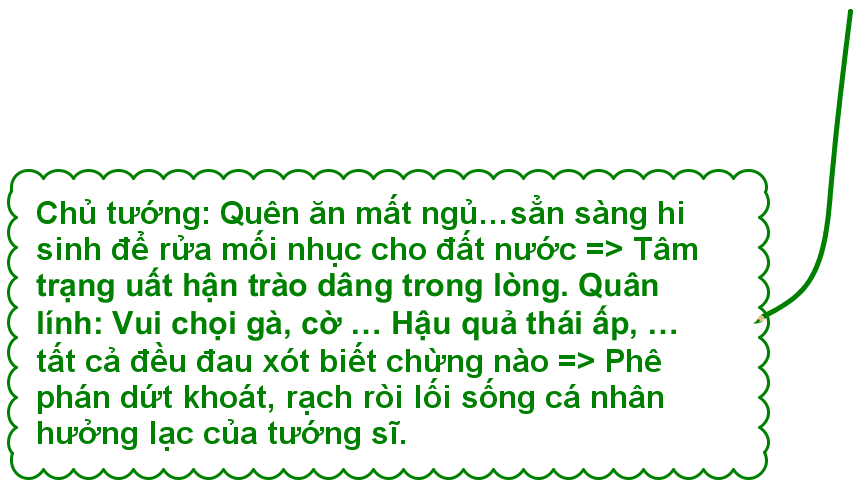 Chủ tướng: Quên ăn mất ngủ…sẳn sàng hi
sinh để rửa mối nhục cho đất nước => Tâm
trạng uất hận trào dâng trong lòng. Quân
lính: Vui chọi gà, cờ … Hậu quả thái ấp, …
tất cả đều đau xót biết chừng nào => Phê
phán dứt khoát, rạch ròi lối sống cá nhân
hưởng lạc của tướng sĩ.